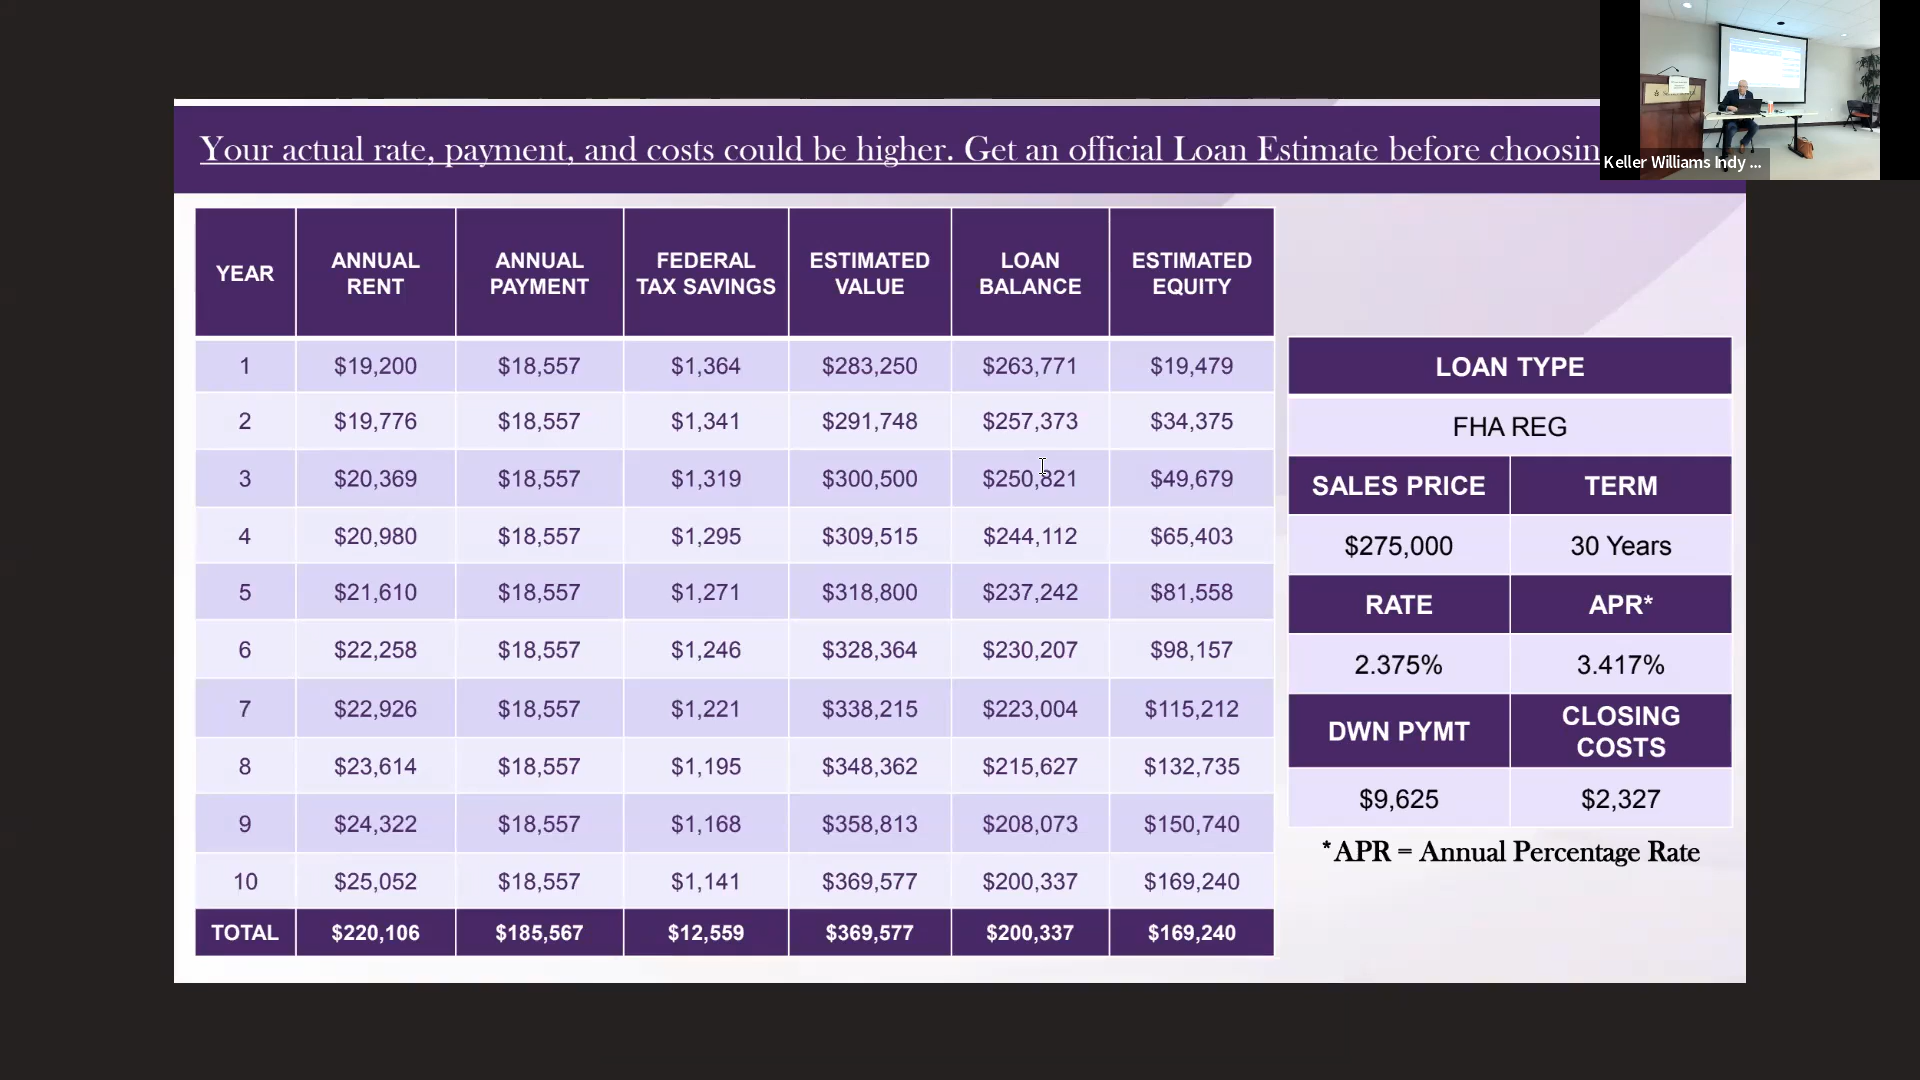 Your actual rate, payment, and costs could be higher. Get an official Loan Estimate before choosin
Keller Williams Indy ...
YEAR ANNUAL RENT ANNUAL PAYMENT FEDERAL TAX SAVINGS ESTIMATED VALUE LOAN BALANCE ESTIMATED EQUITY
1 $19,200 $18,557 $1,364 $283,250 $263,771 $19,479
2 $19,776 $18,557 $1,341 $291,748 $257,373 $34,375
3 $20,369 $18,557 $1,319 $300,500 $250,821 $49,679
4 $20,980 $18,557 $1,295 $309,515 $244,112 $65,403
5 $21,610 $18,557 $1,271 $318,800 $237,242 $81,558
6 $22,258 $18,557 $1,246 $328,364 $230,207 $98,157
7 $22,926 $18,557 $1,221 $338,215 $223,004 $115,212
8 $23,614 $18,557 $1,195 $348,362 $215,627 $132,735
9 $24,322 $18,557 $1,168 $358,813 $208,073 $150,740
10 $25,052 $18,557 $1,141 $369,577 $200,337 $169,240
TOTAL $220,106 $185,567 $12,559 $369,577 $200,337 $169,240
LOAN TYPE
FHA REG
SALES PRICE TERM
$275,000 30 Years
RATE APR*
2.375% 3.417%
DWN PYMT CLOSING COSTS
$9,625 $2,327
*APR = Annual Percentage Rate